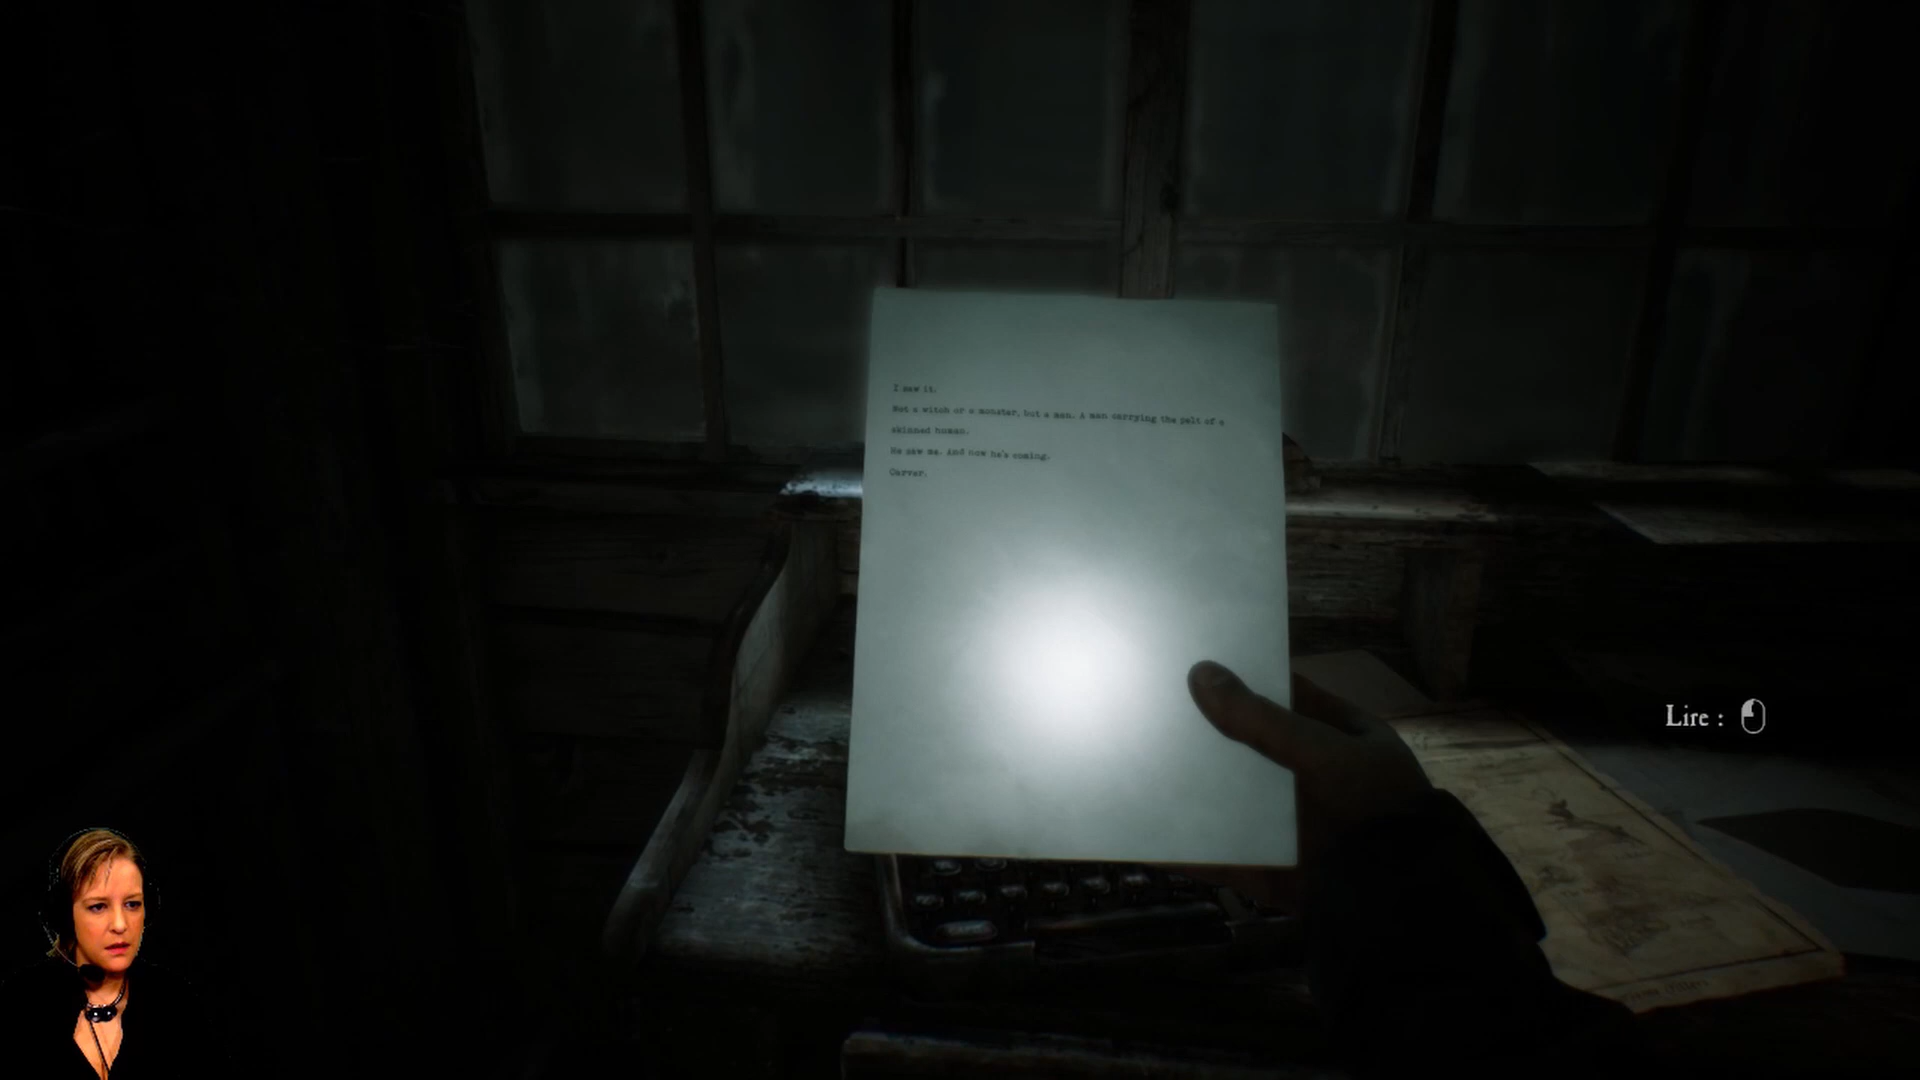 I saw it.
Not a witch or a monster, but a man. A man carrying the pelt of a
skinned human.
He saw me. And now he's coming.
Carver.
Lire :